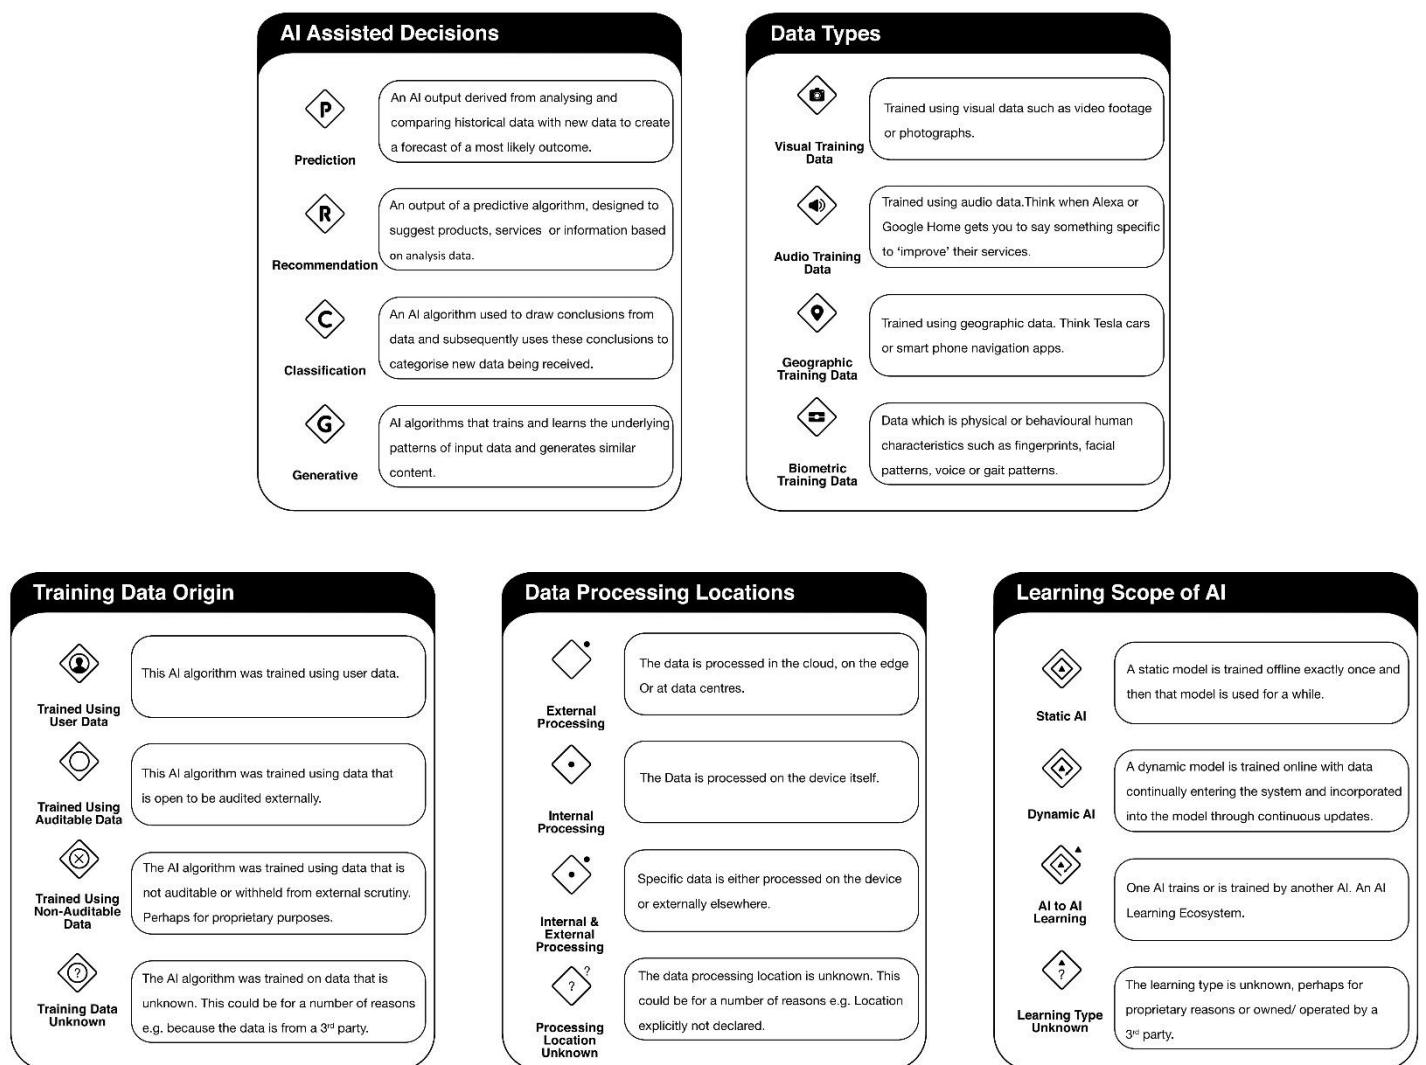 AI Assisted Decisions
P
Prediction
An AI output derived from analysing and
comparing historical data with new data to create
a forecast of a most likely outcome.
R
Recommendation
An output of a predictive algorithm, designed to
suggest products, services or information based
on analysis data.
C
Classification
An AI algorithm used to draw conclusions from
data and subsequently uses these conclusions to
categorise new data being received.
G
Generative
AI algorithms that trains and learns the underlying
patterns of input data and generates similar
content.
Data Types
Visual Training
Data
Trained using visual data such as video footage
or photographs.
Audio Training
Data
Trained using audio data.Think when Alexa or
Google Home gets you to say something specific
to ‘improve’ their services.
Geographic
Training Data
Trained using geographic data. Think Tesla cars
or smart phone navigation apps.
Biometric
Training Data
Data which is physical or behavioural human
characteristics such as fingerprints, facial
patterns, voice or gait patterns.
Training Data Origin
Trained Using
User Data
This AI algorithm was trained using user data.
Trained Using
Auditable Data
This AI algorithm was trained using data that
is open to be audited externally.
Trained Using
Non-Auditable
Data
The AI algorithm was trained using data that is
not auditable or withheld from external scrutiny.
Perhaps for proprietary purposes.
?
Training Data
Unknown
The AI algorithm was trained on data that is
unknown. This could be for a number of reasons
e.g. because the data is from a 3rd party.
Data Processing Locations
External
Processing
The data is processed in the cloud, on the edge
Or at data centres.
Internal
Processing
The Data is processed on the device itself.
Internal &
External
Processing
Specific data is either processed on the device
or externally elsewhere.
?
?
Processing
Location
Unknown
The data processing location is unknown. This
could be for a number of reasons e.g. Location
explicitly not declared.
Learning Scope of AI
Static AI
A static model is trained offline exactly once and
then that model is used for a while.
Dynamic AI
A dynamic model is trained online with data
continually entering the system and incorporated
into the model through continuous updates.
AI to AI
Learning
One AI trains or is trained by another AI. An AI
Learning Ecosystem.
?
Learning Type
Unknown
The learning type is unknown, perhaps for
proprietary reasons or owned/ operated by a
3rd party.